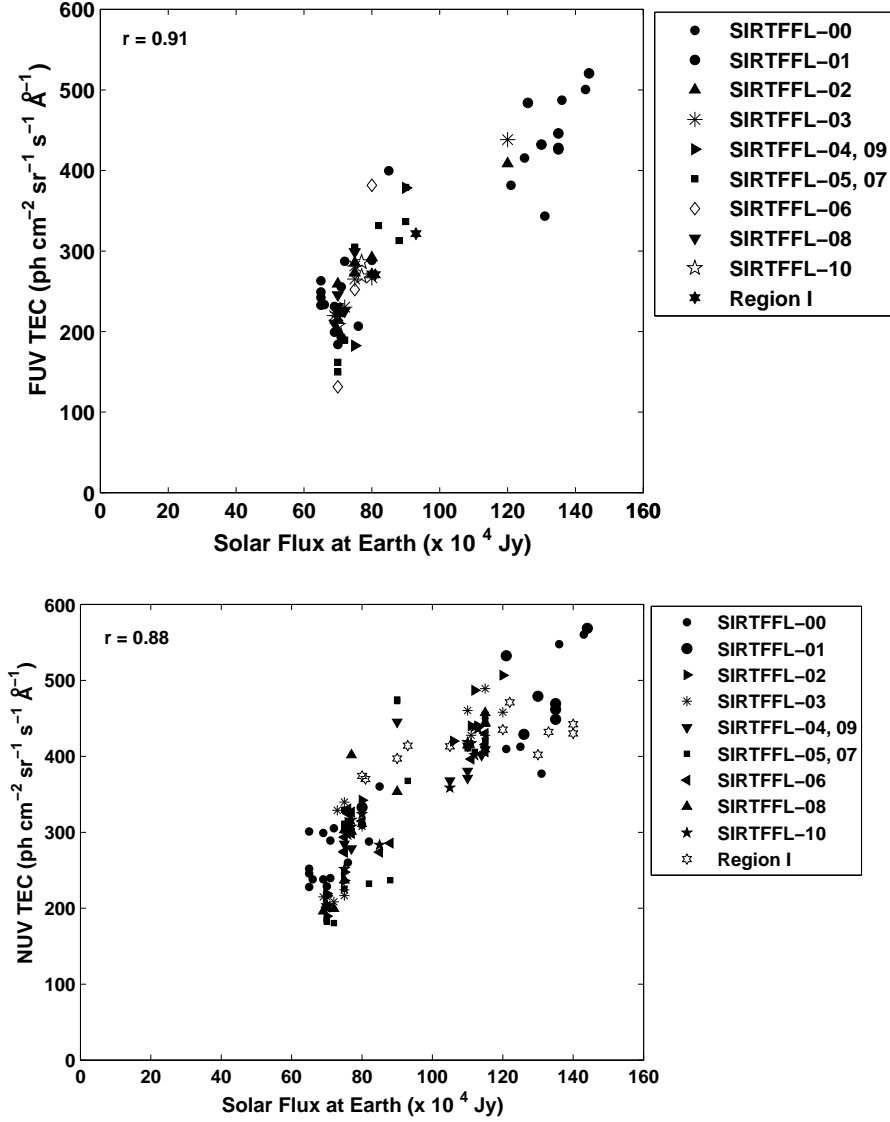 600
500
400
300
200
100
0
FUV TEC (ph cm−2 sr−1 s−1 Å−1)
r = 0.91
0 20 40 60 80 100 120 140 160
Solar Flux at Earth (x 10 4 Jy)
SIRTFFL−00
SIRTFFL−01
SIRTFFL−02
SIRTFFL−03
SIRTFFL−04, 09
SIRTFFL−05, 07
SIRTFFL−06
SIRTFFL−08
SIRTFFL−10
Region I
600
500
400
300
200
100
0
NUV TEC (ph cm−2 sr−1 s−1 Å−1)
r = 0.88
0 20 40 60 80 100 120 140 160
Solar Flux at Earth (x 10 4 Jy)
SIRTFFL−00
SIRTFFL−01
SIRTFFL−02
SIRTFFL−03
SIRTFFL−04, 09
SIRTFFL−05, 07
SIRTFFL−06
SIRTFFL−08
SIRTFFL−10
Region I